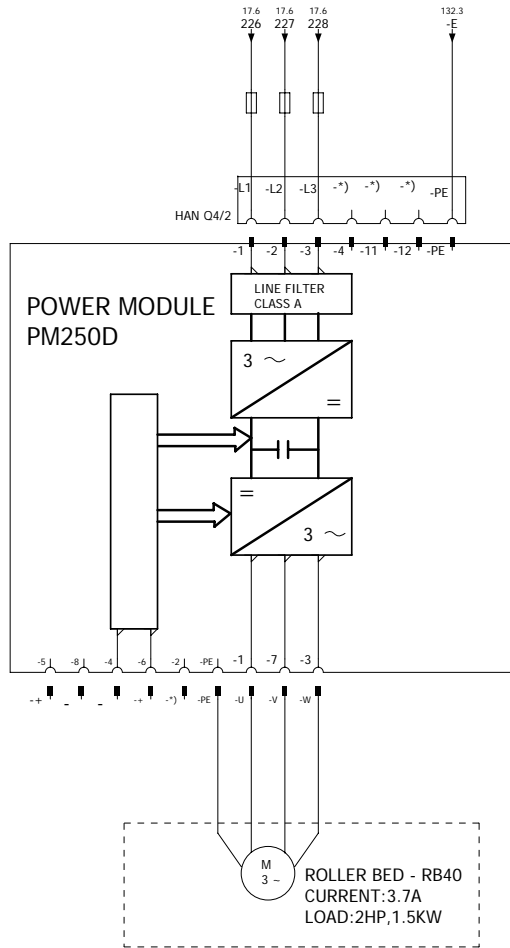 17.6 17.6 17.6 132.3
226 227 228 -E
-L1 -L2 -L3 -*) -*) -*) -PE
HAN Q4/2
-1 -2 -3 -4 -11 -12 -PE
LINE FILTER
CLASS A
POWER MODULE
PM250D
3 ~
=
=
3 ~
-5 -8 -4 -6 -2 -PE -1 -7 -3
-+ - - -+ -*) -PE -U -V -W
M
3 ~
ROLLER BED - RB40
CURRENT:3.7A
LOAD:2HP,1.5KW